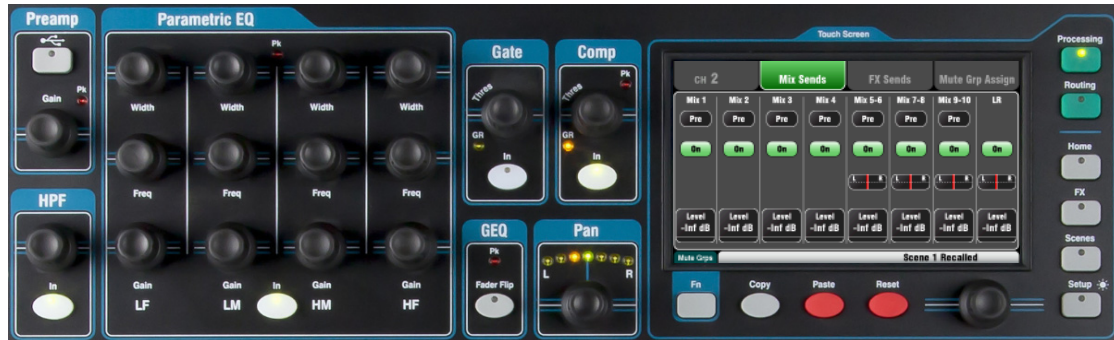 Preamp
Gain
Pk
HPF
In
Parametric EQ
Pk
Width
Width
Width
Width
Freq
Freq
Freq
Freq
Gain
Gain
In
Gain
Gain
LF
LM
HM
HF
Gate
Thres
GR
In
Comp
Pk
Thres
GR
In
GEQ
Pk
Fader Flip
Pan
L
R
Touch Screen
CH 2
Mix Sends
FX Sends
Mute Grp Assign
Mix 1 Mix 2 Mix 3 Mix 4 Mix 5-6 Mix 7-8 Mix 9-10 LR
Pre Pre Pre Pre Pre Pre Pre
On On On On On On On On
L R L R L R L R
Level Level Level Level Level Level Level Level
-Inf dB -Inf dB -Inf dB -Inf dB -Inf dB -Inf dB -Inf dB -Inf dB
Mute Grps
Scene 1 Recalled
Fn
Copy
Paste
Reset
Processing
Routing
Home
FX
Scenes
Setup